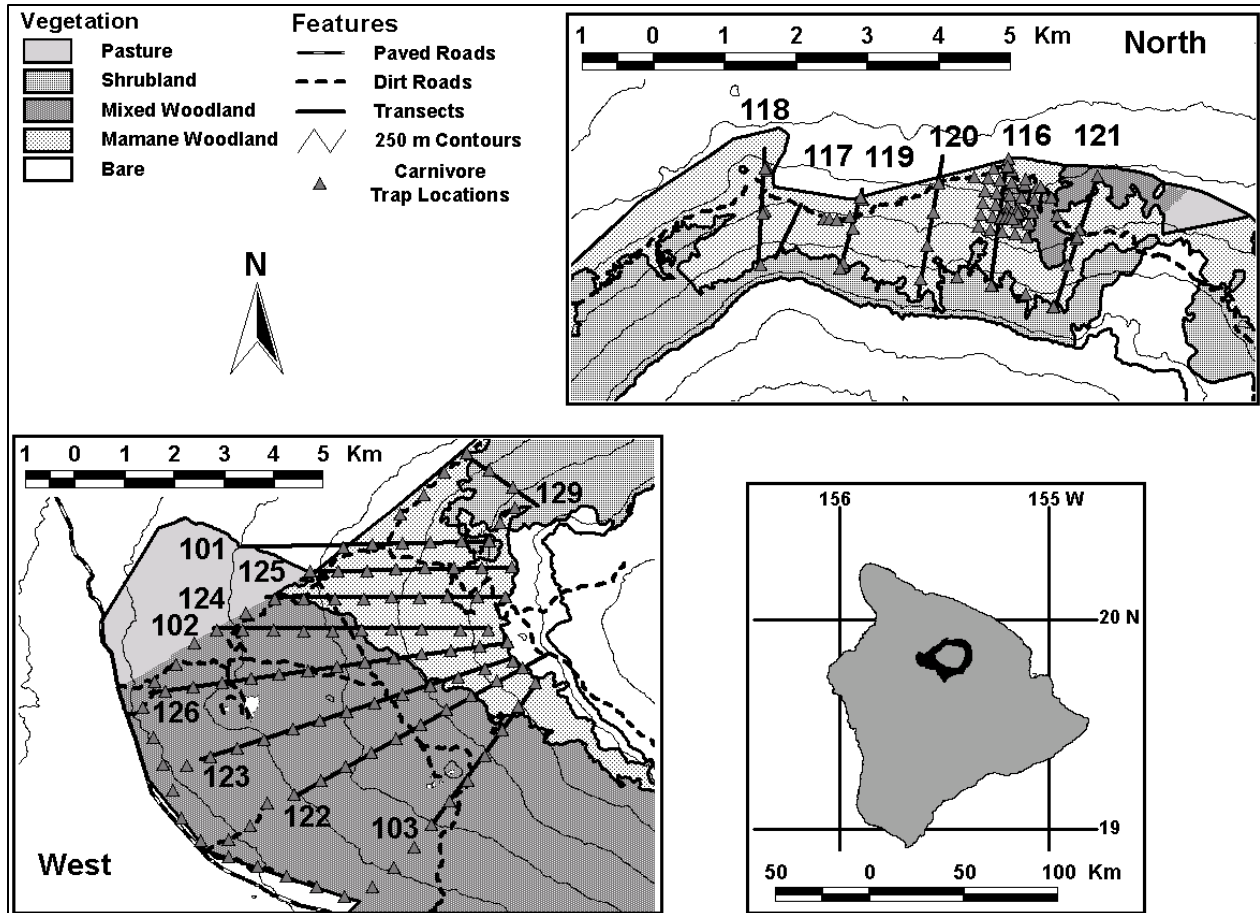 Vegetation
Pasture
Shrubland
Mixed Woodland
Mamane Woodland
Bare
Features
Paved Roads
Dirt Roads
Transects
250 m Contours
Carnivore
Trap Locations
N
1 0 1 2 3 4 5 Km
North
118
117
119
120
116
121
1 0 1 2 3 4 5 Km
129
101
125
124
102
126
123
122
103
West
156
155 W
20 N
19
50 0 50 100 Km